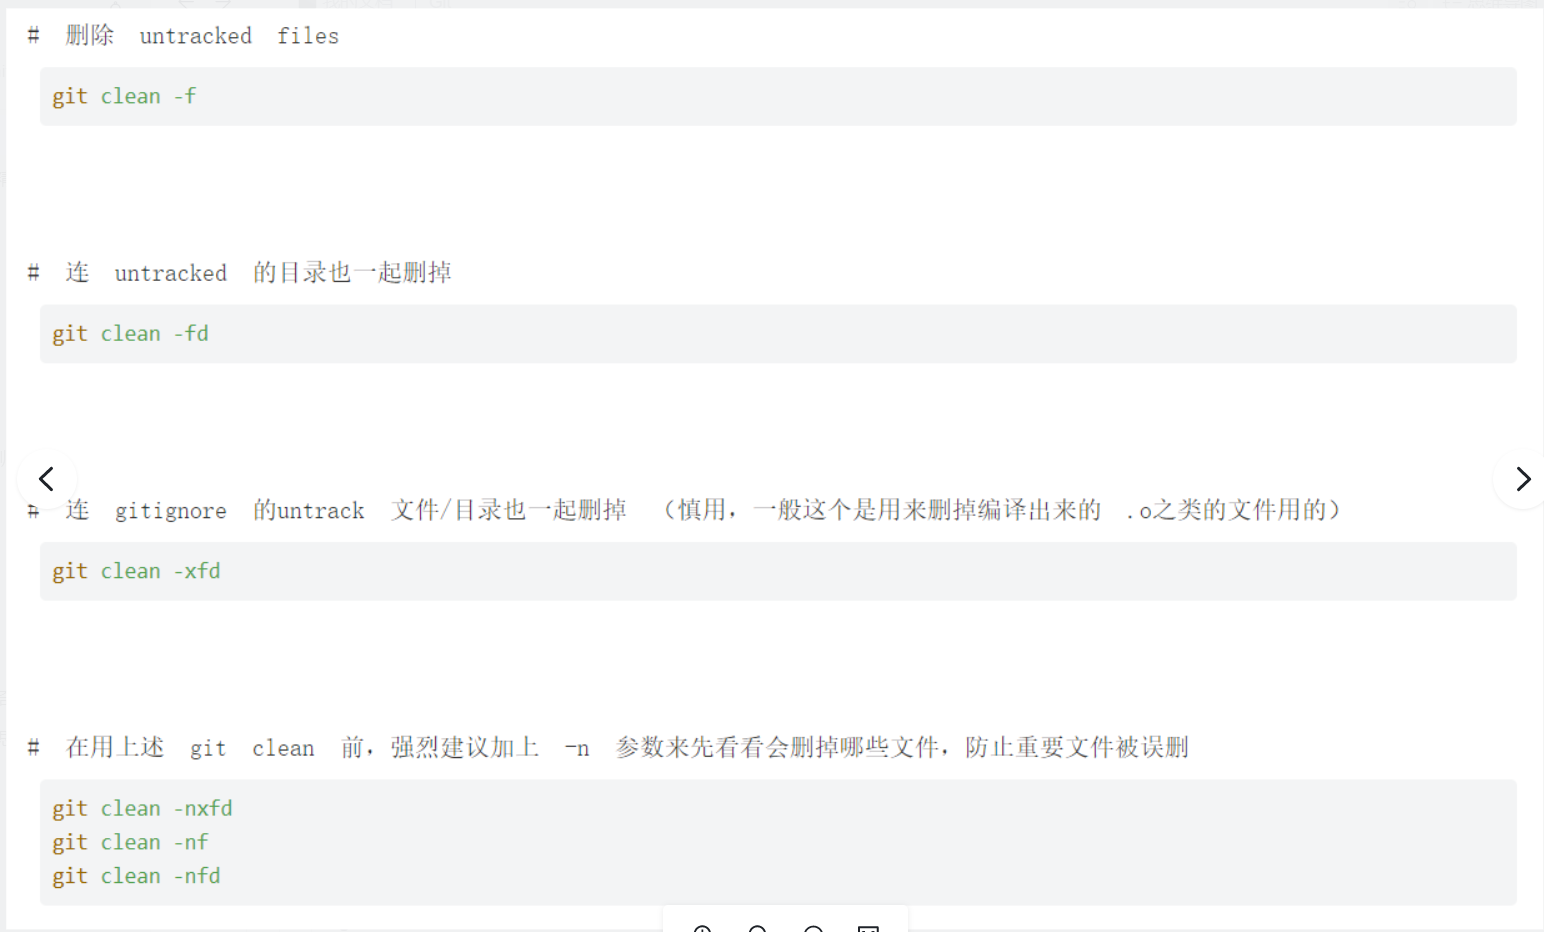 # 删除 untracked files
git clean -f
# 连 untracked 的目录也一起删掉
git clean -fd
# 连 gitignore 的untrack 文件/目录也一起删掉 （慎用，一般这个是用来删掉编译出来的 .o之类的文件用的）
git clean -xfd
# 在用上述 git clean 前，强烈建议加上 -n 参数来先看看会删掉哪些文件，防止重要文件被误删
git clean -nxfd
git clean -nf
git clean -nfd